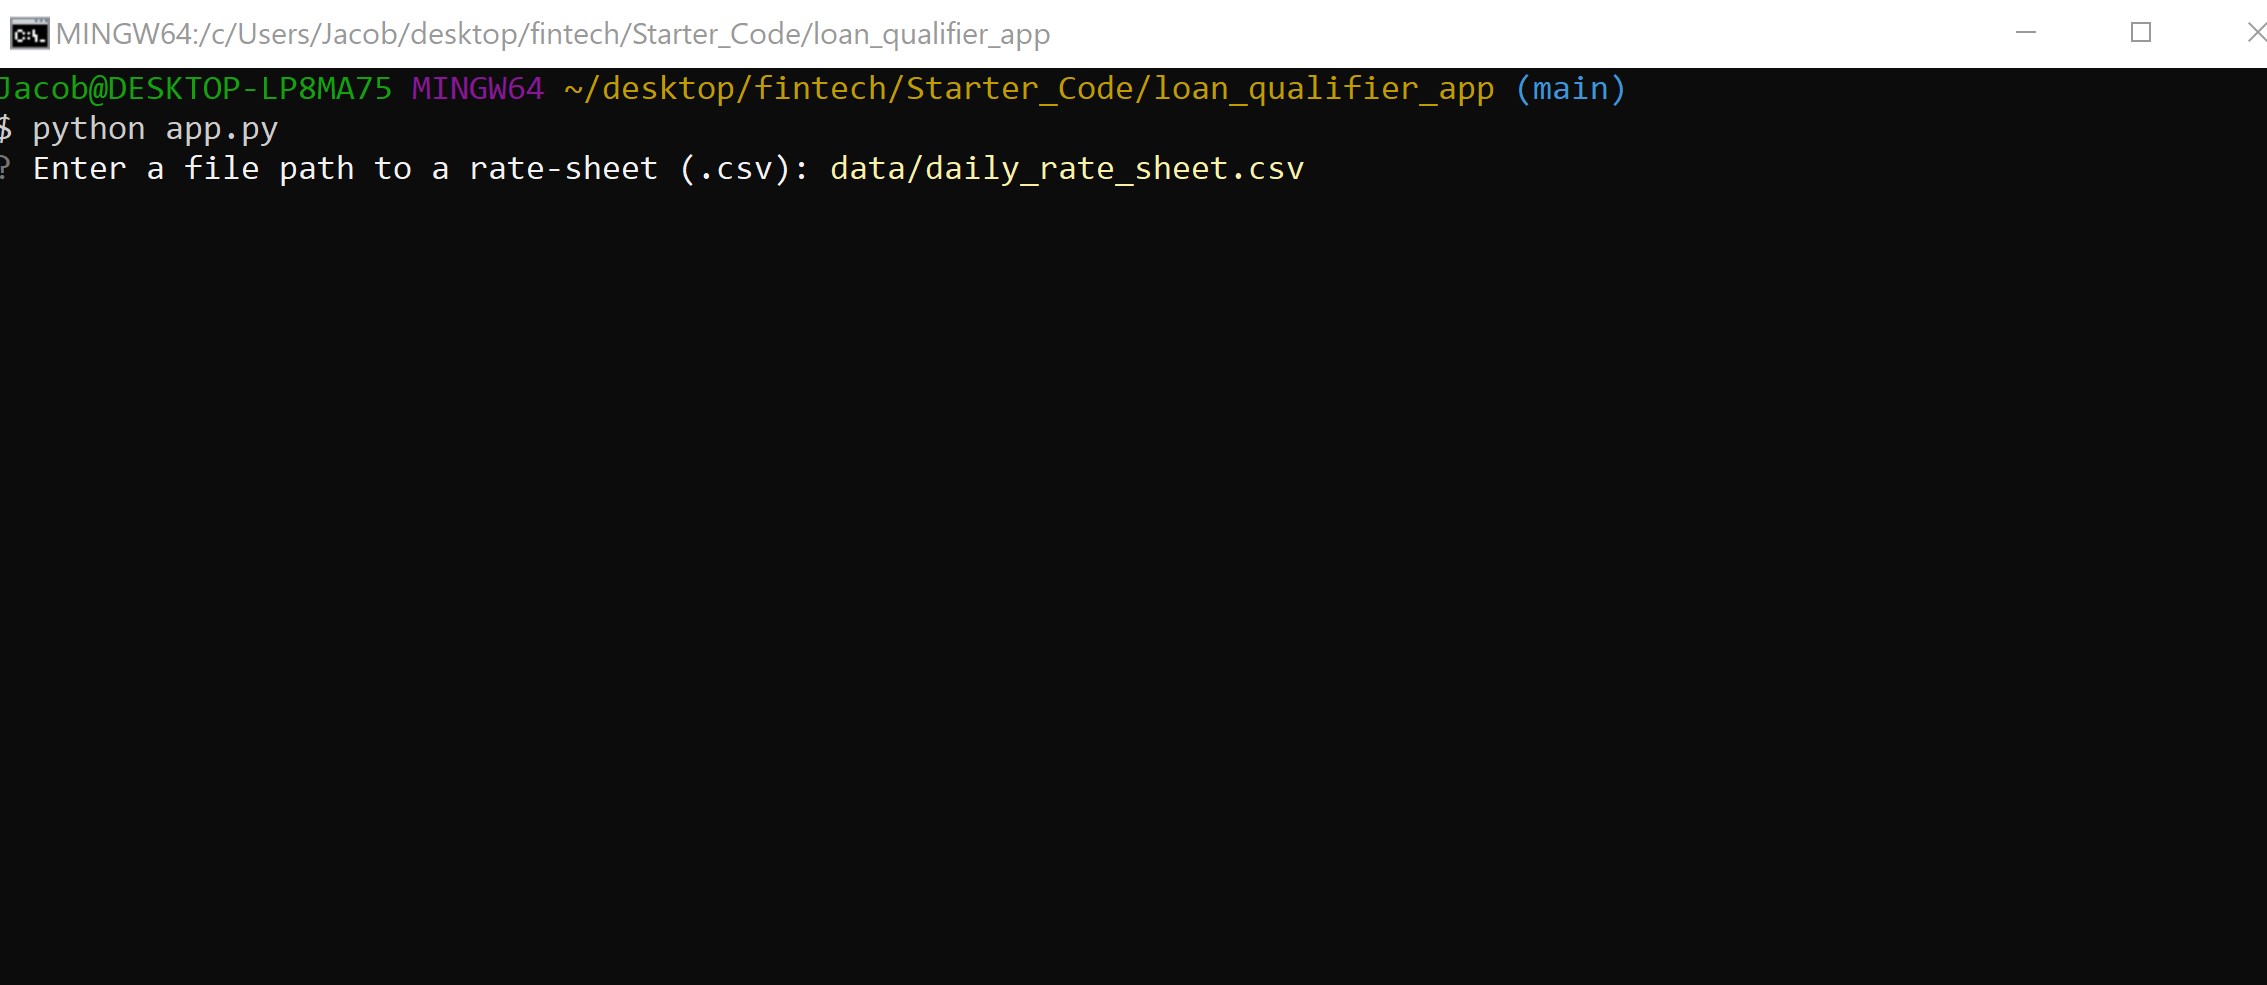 MINGW64:/c/Users/Jacob/desktop/fintech/Starter_Code/loan_qualifier_app
Jacob@DESKTOP-LP8MA75 MINGW64 ~/desktop/fintech/Starter_Code/loan_qualifier_app (main)
$ python app.py
? Enter a file path to a rate-sheet (.csv): data/daily_rate_sheet.csv